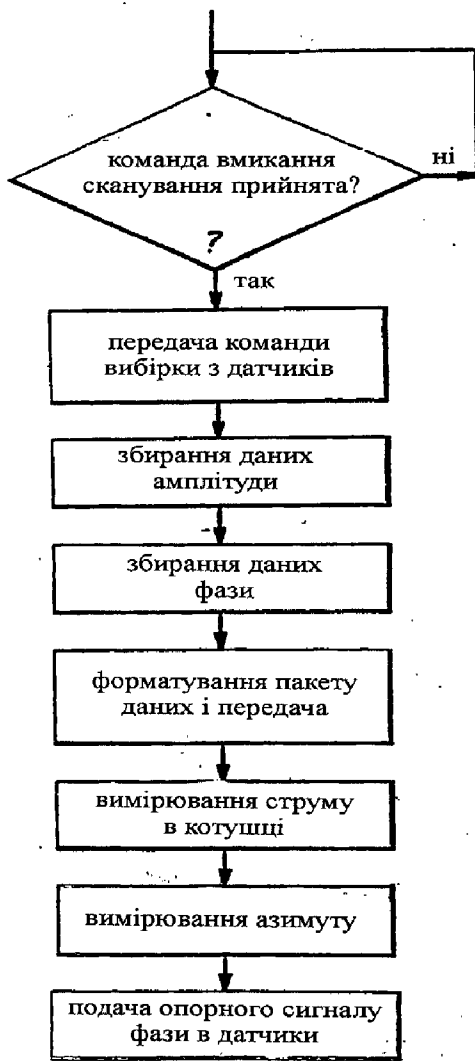 команда вмикання
сканування прийнята?
ні
?
так
передача команди
вибірки з датчиків
збирання даних
амплітуди
збирання даних
фази
форматування пакету
даних і передача
вимірювання струму
в котушці
вимірювання азимуту
подача опорного сигналу
фази в датчики